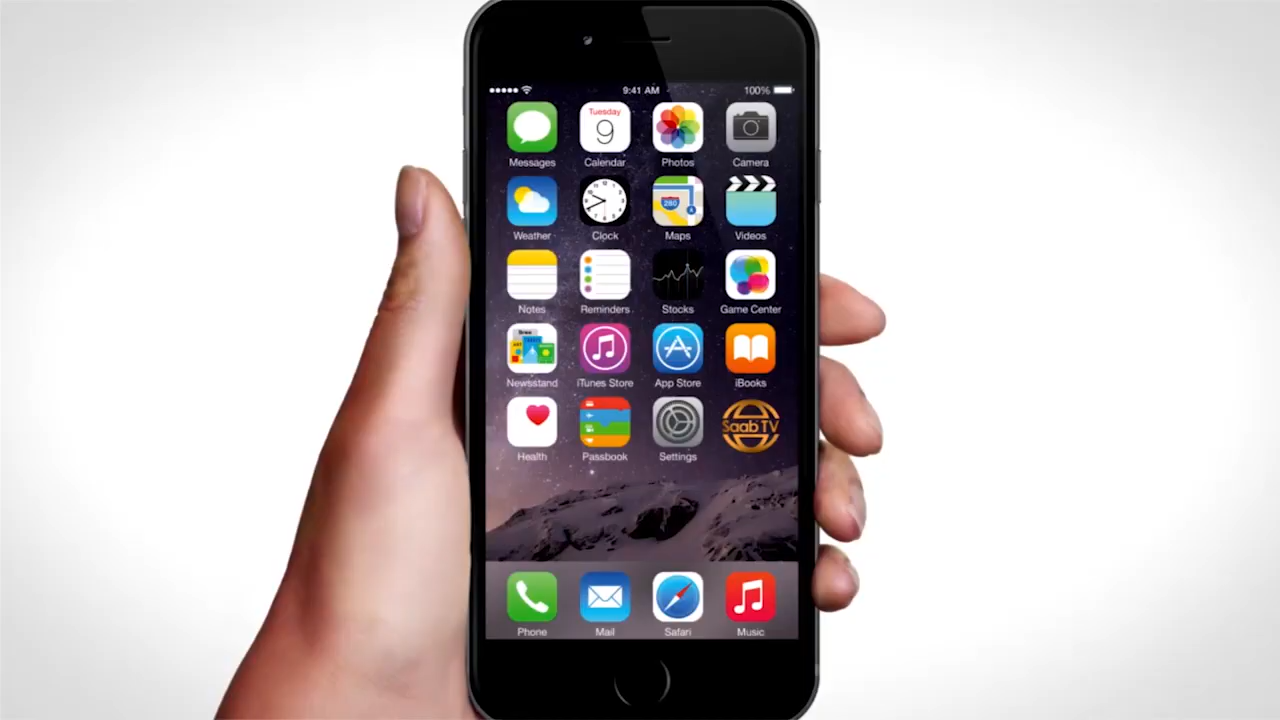 9:41 AM 100%
Tuesday
9
Messages Calendar Photos Camera
280
Weather Clock Maps Videos
Notes Reminders Stocks Game Center
Newsstand iTunes Store App Store iBooks
Saab TV
Health Passbook Settings
Phone Mail Safari Music